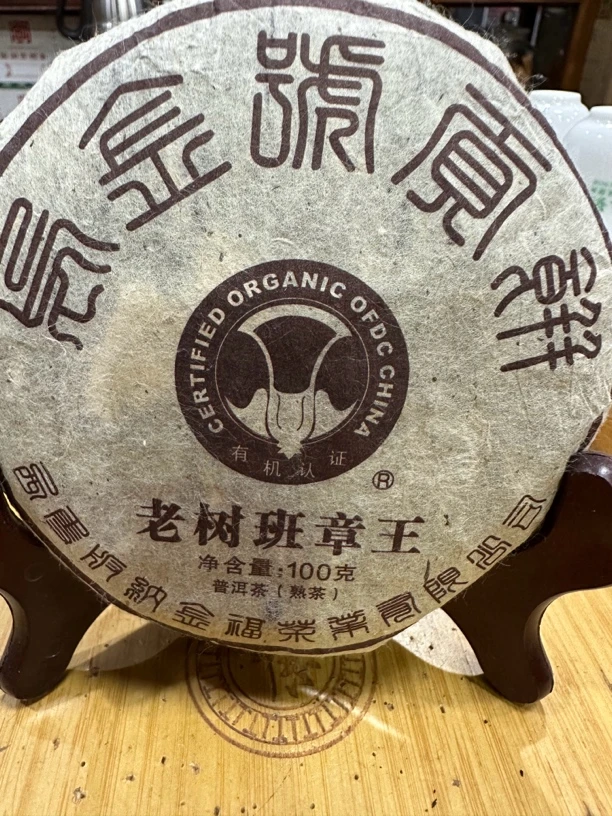 金號貢餅
CERTIFIED ORGANIC OFDC CHINA
有机认证
®
老树班章王
净含量:100克
普洱茶(熟茶)
西雙版納金福茶業有限公司